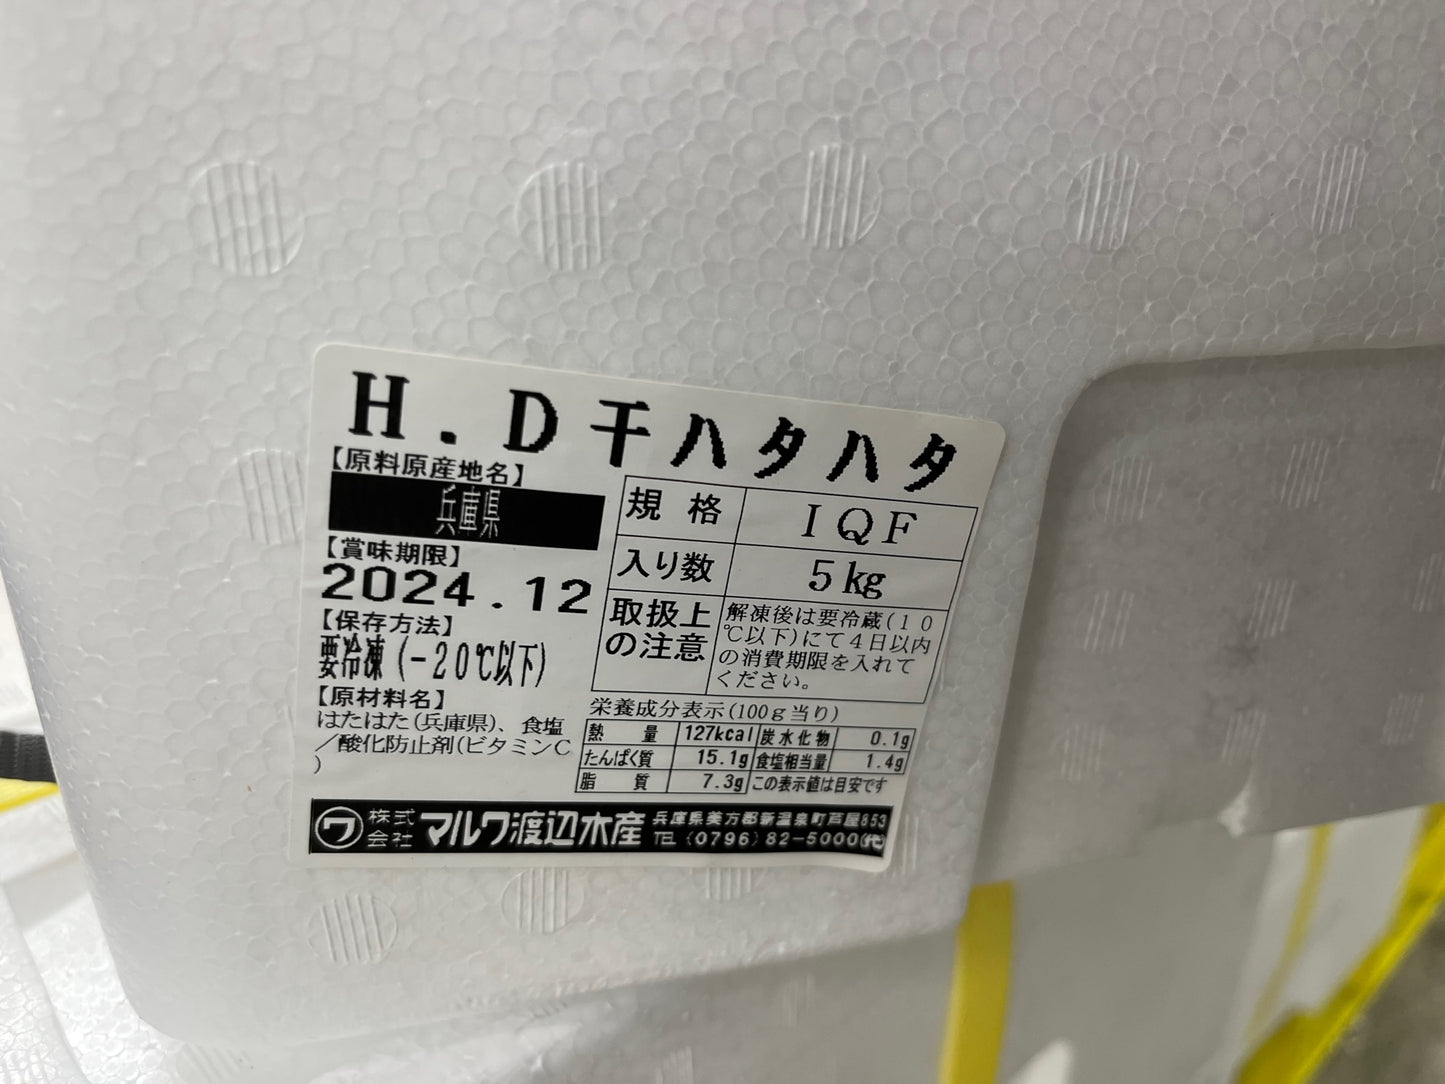 H.D干ハタハタ
【原料原産地名】
兵庫県
【賞味期限】
2024.12
【保存方法】
要冷凍(-20℃以下)
【原材料名】
はたはた(兵庫県)、食塩
/酸化防止剤(ビタミンC
)
規格 IQF
入り数 5kg
取扱上
の注意
解凍後は要冷蔵(10
℃以下)にて4日以内
の消費期限を入れて
ください。
栄養成分表示(100g当り)
熱量 127kcal 炭水化物 0.1g
たんぱく質 15.1g 食塩相当量 1.4g
脂質 7.3g この表示値は目安です
ワ 株式会社 マルワ渡辺水産
兵庫県美方郡新温泉町芦屋853
TEL(0796)82-5000(代)